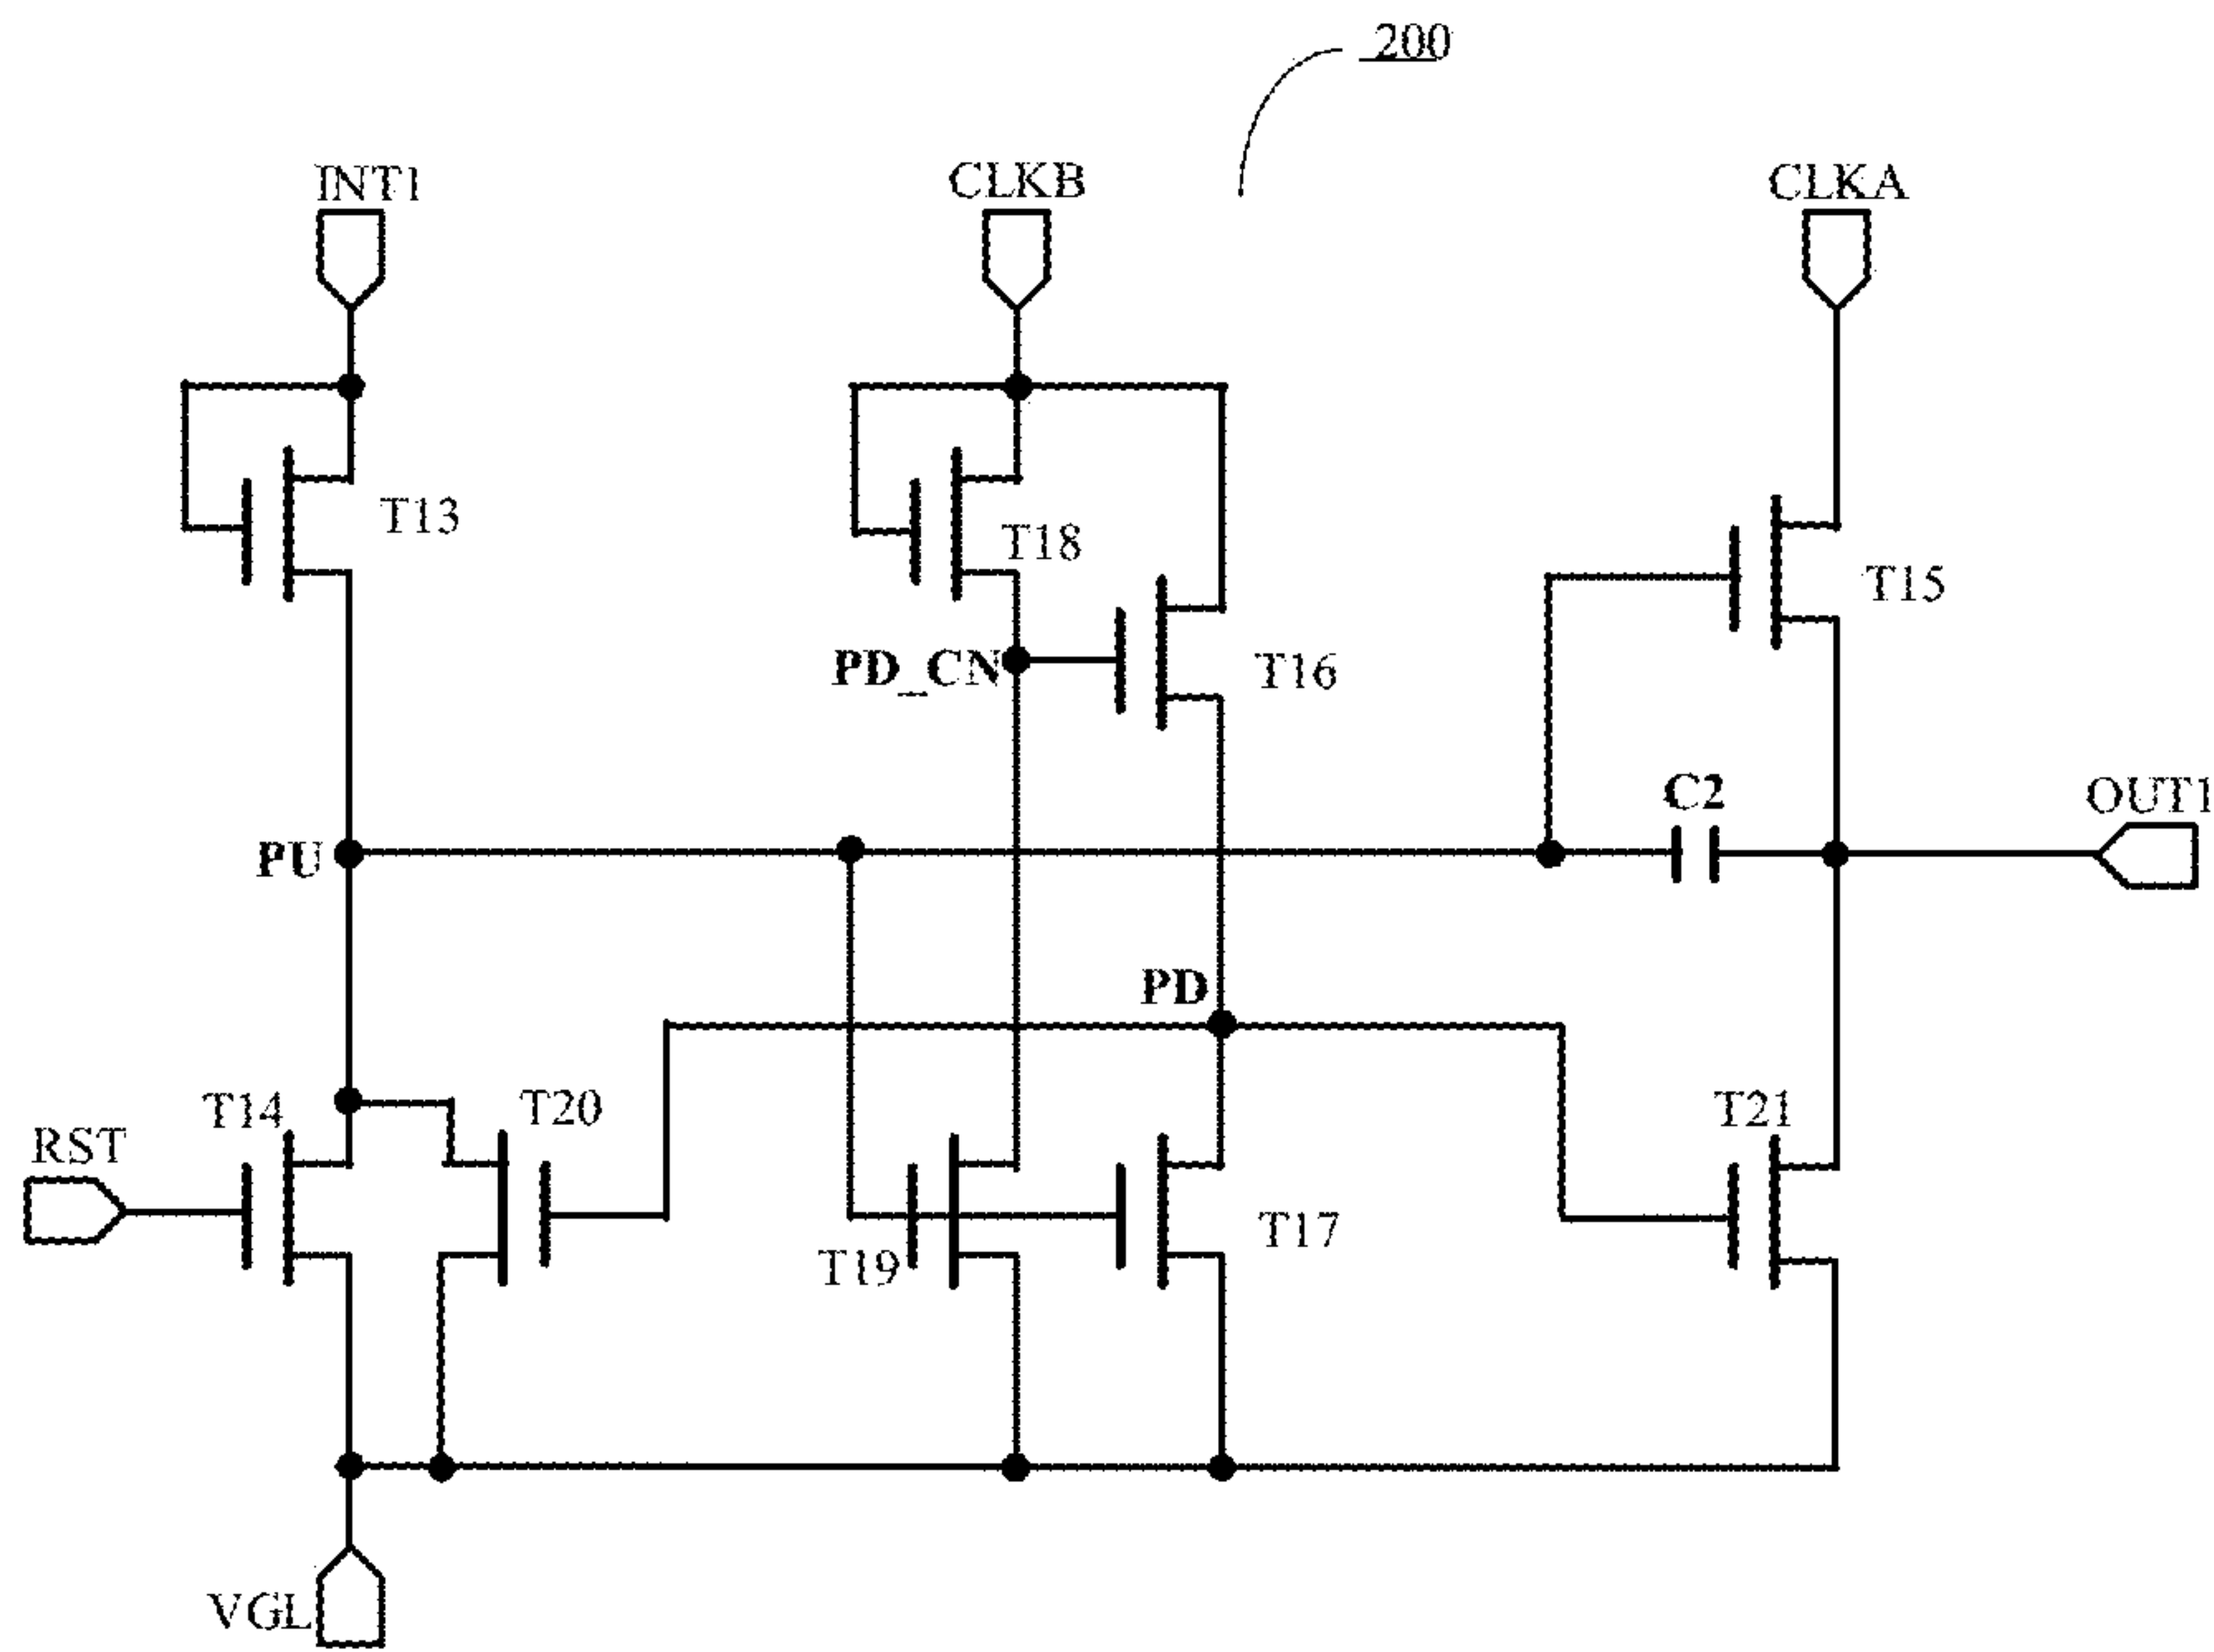 200
INT1
CLKB
CLKA
T13
T18
T15
PD_CN
T16
C2
OUT1
PU
PD
T14
T20
T21
RST
T19
T17
VGL